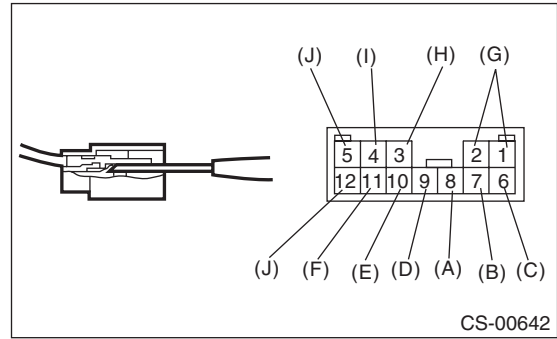 (J) (I) (H) (G)
5 4 3 2 1
12 11 10 9 8 7 6
(J) (F) (E) (D) (A) (B) (C)
CS-00642